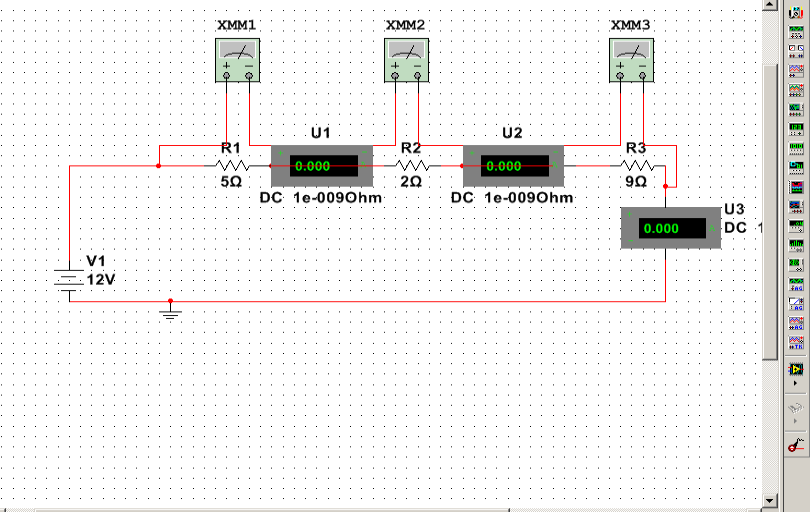 XMM1 XMM2 XMM3
U1 U2
R1 R2 R3
0.000 0.000
5Ω 2Ω 9Ω
DC 1e-009Ohm DC 1e-009Ohm
U3
0.000 DC 1
V1
12V